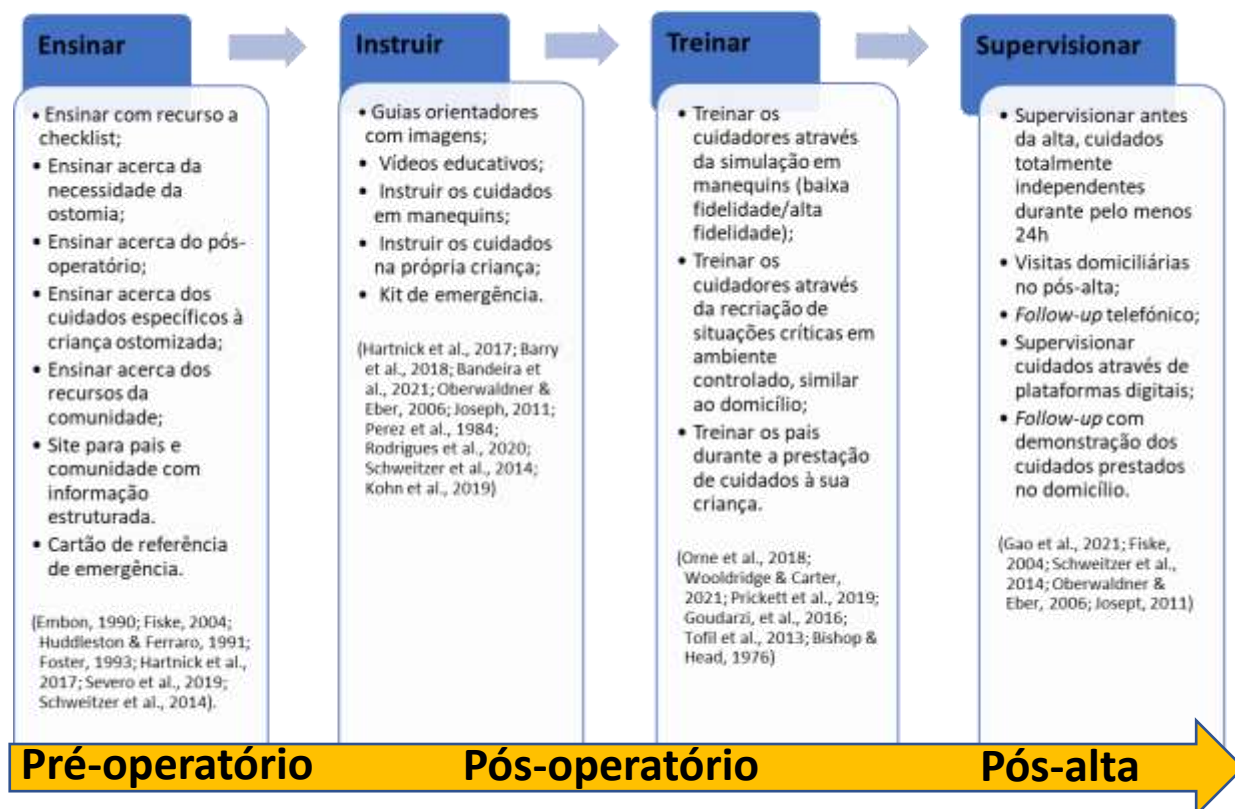 Ensinar
• Ensinar com recurso a
checklist;
• Ensinar acerca da
necessidade da
ostomia;
• Ensinar acerca do pós-
operatório;
• Ensinar acerca dos
cuidados específicos à
criança ostomizada;
• Ensinar acerca dos
recursos da
comunidade;
• Site para pais e
comunidade com
informação
estruturada.
• Cartão de referência
de emergência.
(Embon, 1990; Fiske, 2004;
Huddleston & Ferraro, 1991;
Foster, 1993; Hartnick et al.,
2017; Severo et al., 2019;
Schweitzer et al., 2014).
Instruir
• Guias orientadores
com imagens;
• Vídeos educativos;
• Instruir os cuidados
em manequins;
• Instruir os cuidados
na própria criança;
• Kit de emergência.
(Hartnick et al., 2017; Barry
et al., 2018; Bandeira et
al., 2021; Oberwaldner &
Eber, 2006; Joseph, 2011;
Perez et al., 1984;
Rodrigues et al., 2020;
Schweitzer et al., 2014;
Kohn et al., 2019)
Treinar
• Treinar os
cuidadores através
da simulação em
manequins (baixa
fidelidade/alta
fidelidade);
• Treinar os
cuidadores através
da recriação de
situações críticas em
ambiente
controlado, similar
ao domicílio;
• Treinar os pais
durante a prestação
de cuidados à sua
criança.
(Orne et al., 2018;
Wooldridge & Carter,
2021; Prickett et al., 2019;
Goudarzi, et al., 2016;
Tofil et al., 2013; Bishop &
Head, 1976)
Supervisionar
• Supervisionar antes
da alta, cuidados
totalmente
independentes
durante pelo menos
24h
• Visitas domiciliárias
no pós-alta;
• Follow-up telefónico;
• Supervisionar
cuidados através de
plataformas digitais;
• Follow-up com
demonstração dos
cuidados prestados
no domicílio.
(Gao et al., 2021; Fiske,
2004; Schweitzer et al.,
2014; Oberwaldner &
Eber, 2006; Josept, 2011)
Pré-operatório
Pós-operatório
Pós-alta